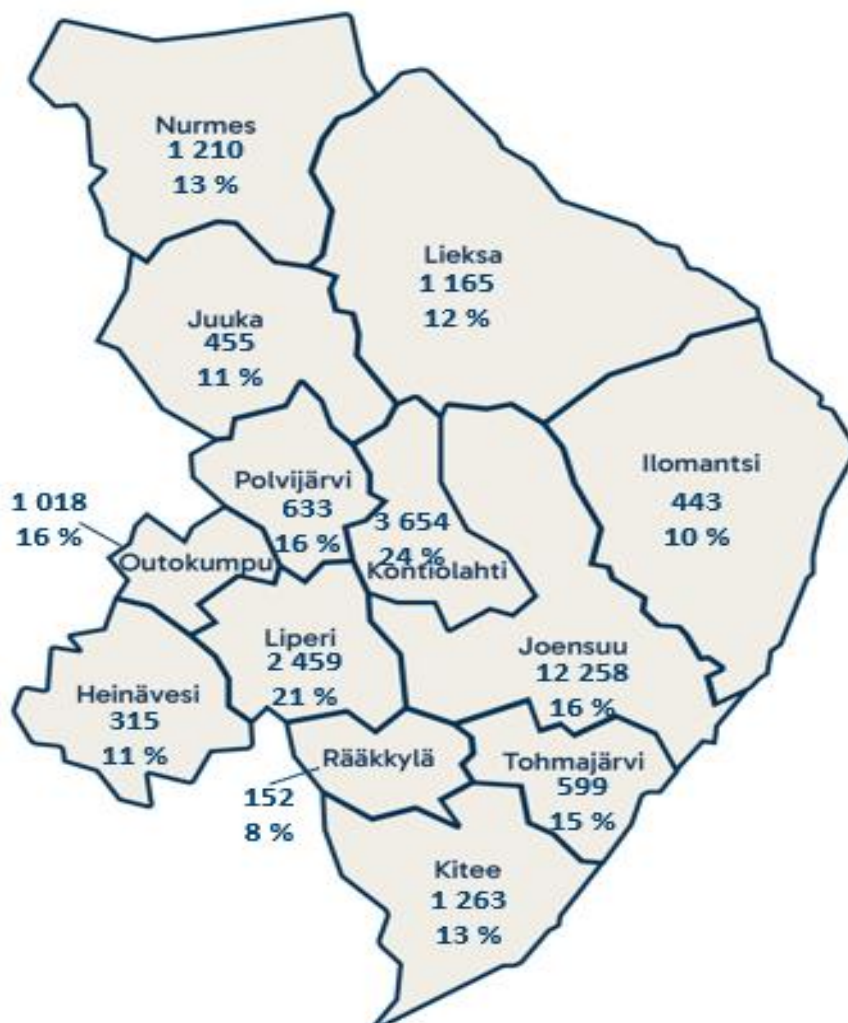 Nurmes
1 210
13 %
Lieksa
1 165
12 %
Juuka
455
11 %
Ilomantsi
443
10 %
Polvijärvi
633
16 %
1 018
16 %
Outokumpu
3 654
24 %
Kontiolahti
Liperi
2 459
21 %
Joensuu
12 258
16 %
Heinävesi
315
11 %
Rääkkylä
152
8 %
Tohmajärvi
599
15 %
Kitee
1 263
13 %